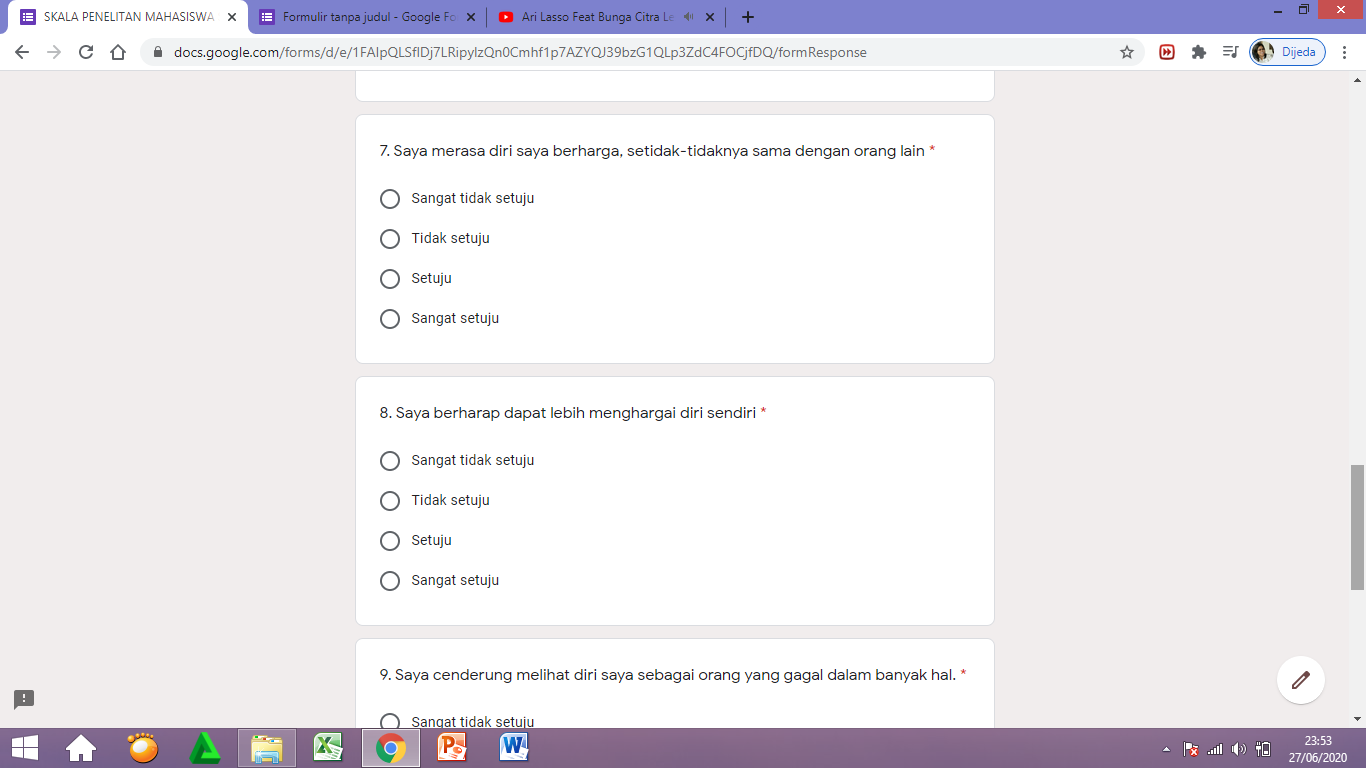 SKALA PENELITAN MAHASISWA
Formulir tanpa judul - Google Fo
Ari Lasso Feat Bunga Citra Le
docs.google.com/forms/d/e/1FAIpQLSflDj7LRipylzQn0Cmhf1p7AZYQJ39bzG1QLp3ZdC4FOCjfDQ/formResponse
Dijeda
7. Saya merasa diri saya berharga, setidak-tidaknya sama dengan orang lain *
Sangat tidak setuju
Tidak setuju
Setuju
Sangat setuju
8. Saya berharap dapat lebih menghargai diri sendiri *
Sangat tidak setuju
Tidak setuju
Setuju
Sangat setuju
9. Saya cenderung melihat diri saya sebagai orang yang gagal dalam banyak hal. *
Sangat tidak setuju
23:53
27/06/2020